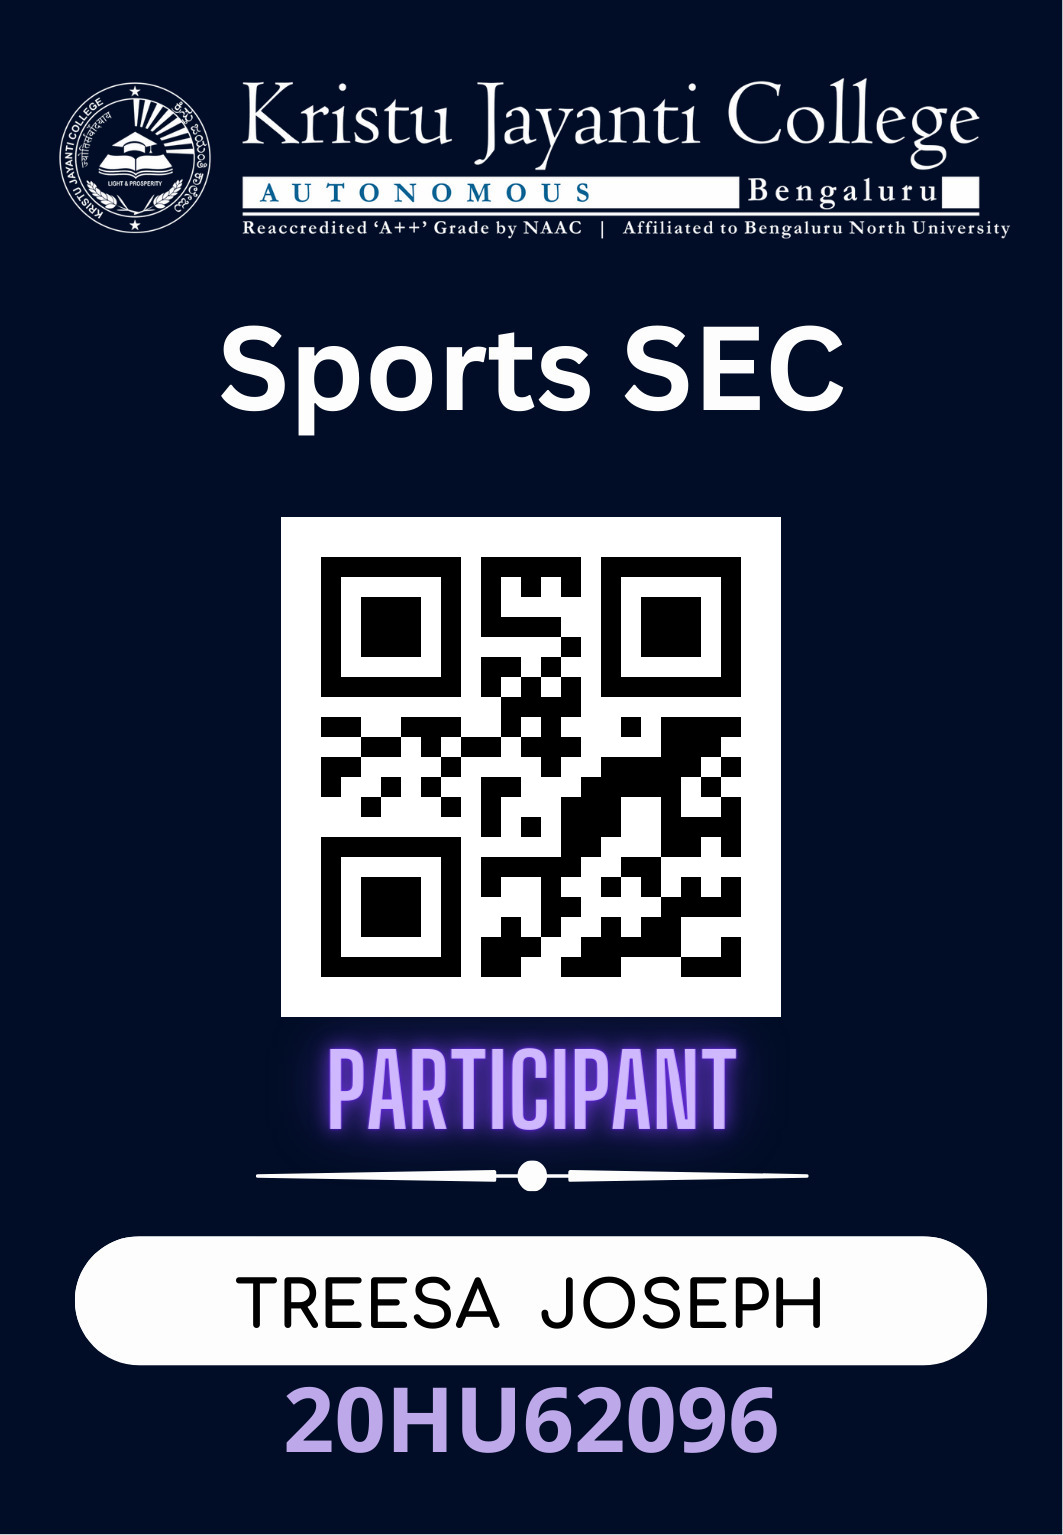 KRISTU JAYANTI COLLEGE
ಕ್ರಿಸ್ತು ಜಯಂತಿ ಕಾಲೇಜು
LIGHT & PROSPERITY
Kristu Jayanti College
AUTONOMOUS Bengaluru
Reaccredited ‘A++’ Grade by NAAC | Affiliated to Bengaluru North University
Sports SEC
PARTICIPANT
TREESA JOSEPH
20HU62096